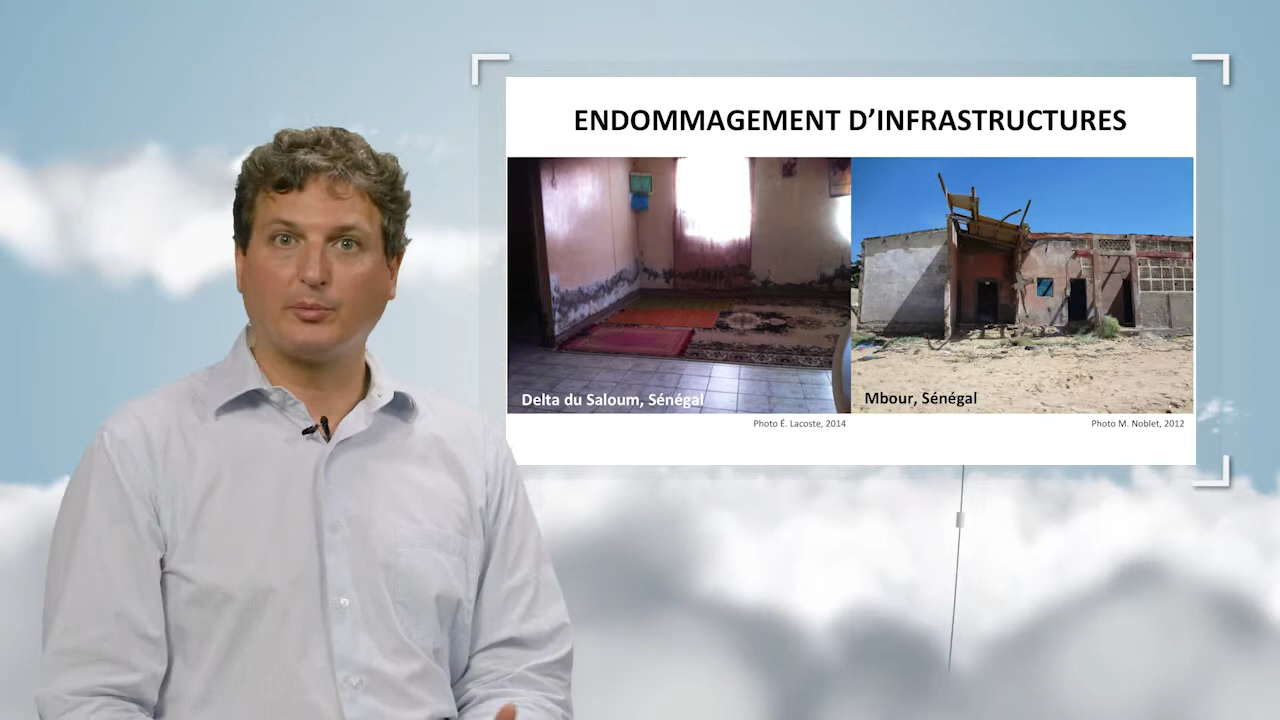 ENDOMMAGEMENT D’INFRASTRUCTURES
Delta du Saloum, Sénégal
Mbour, Sénégal
Photo É. Lacoste, 2014
Photo M. Noblet, 2012